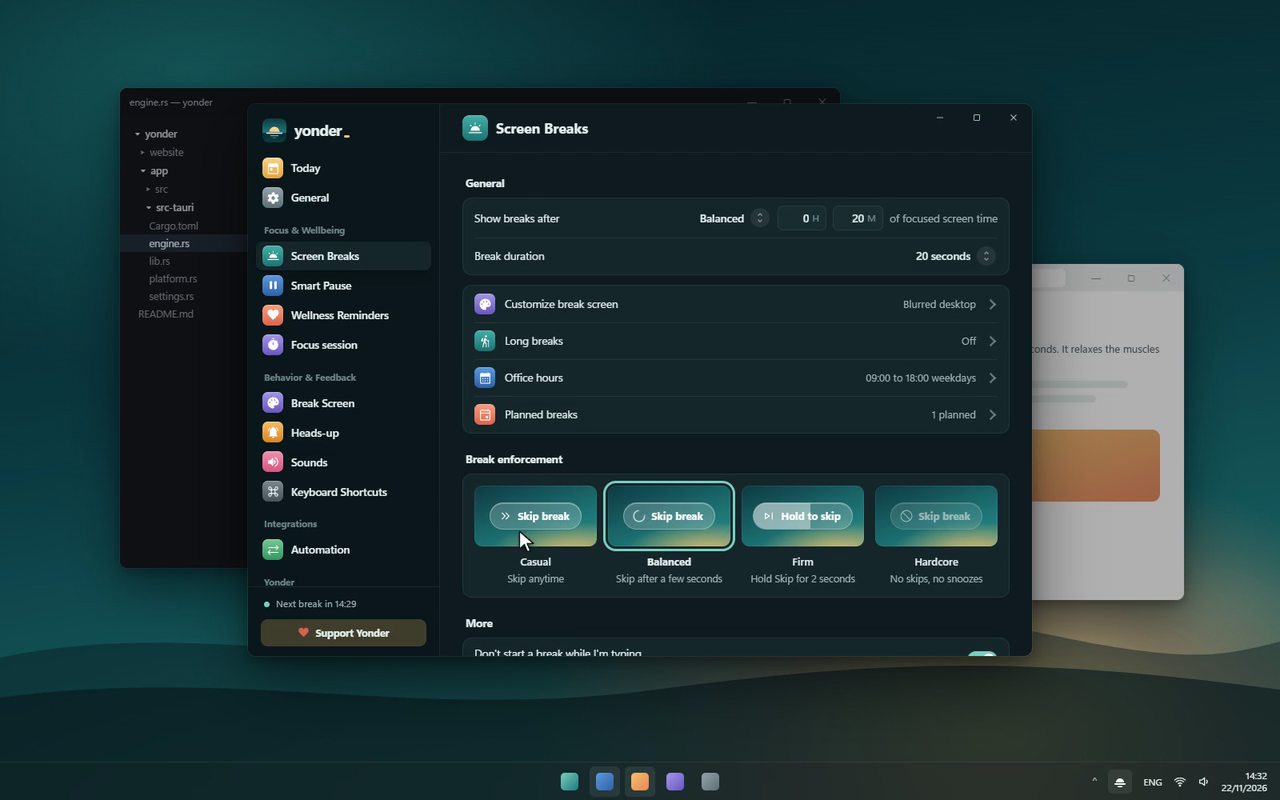 engine.rs — yonder
yonder
website
app
src
src-tauri
Cargo.toml
engine.rs
lib.rs
platform.rs
settings.rs
README.md
yonder_
Today
General
Focus & Wellbeing
Screen Breaks
Smart Pause
Wellness Reminders
Focus session
Behavior & Feedback
Break Screen
Heads-up
Sounds
Keyboard Shortcuts
Integrations
Automation
Yonder
Next break in 14:29
Support Yonder
Screen Breaks
General
Show breaks after Balanced 0 H 20 M of focused screen time
Break duration 20 seconds
Customize break screen Blurred desktop
Long breaks Off
Office hours 09:00 to 18:00 weekdays
Planned breaks 1 planned
Break enforcement
Skip break Skip break Hold to skip Skip break
Casual Balanced Firm Hardcore
Skip anytime Skip after a few seconds Hold Skip for 2 seconds No skips, no snoozes
More
Don't start a break while I'm typing
conds. It relaxes the muscles
ENG
14:32
22/11/2026